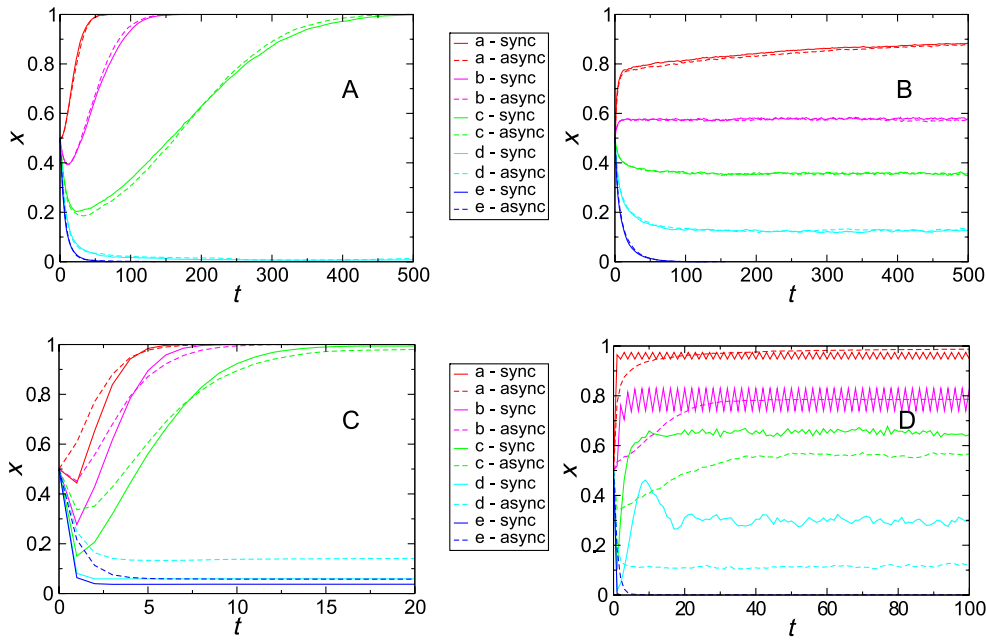 1
0.8
0.6
0.4
0.2
0
x
A
0 100 200 300 400 500
t
a - sync
a - async
b - sync
b - async
c - sync
c - async
d - sync
d - async
e - sync
e - async
1
0.8
0.6
0.4
0.2
0
x
B
0 100 200 300 400 500
t
1
0.8
0.6
0.4
0.2
0
x
C
0 5 10 15 20
t
a - sync
a - async
b - sync
b - async
c - sync
c - async
d - sync
d - async
e - sync
e - async
1
0.8
0.6
0.4
0.2
0
x
D
0 20 40 60 80 100
t